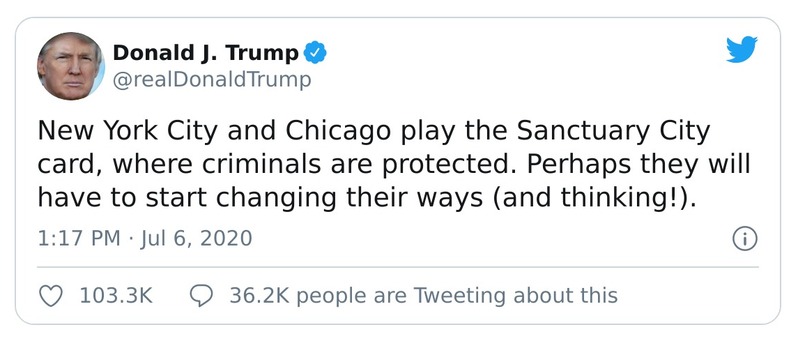 Donald J. Trump
@realDonaldTrump
New York City and Chicago play the Sanctuary City
card, where criminals are protected. Perhaps they will
have to start changing their ways (and thinking!).
1:17 PM · Jul 6, 2020
103.3K 36.2K people are Tweeting about this